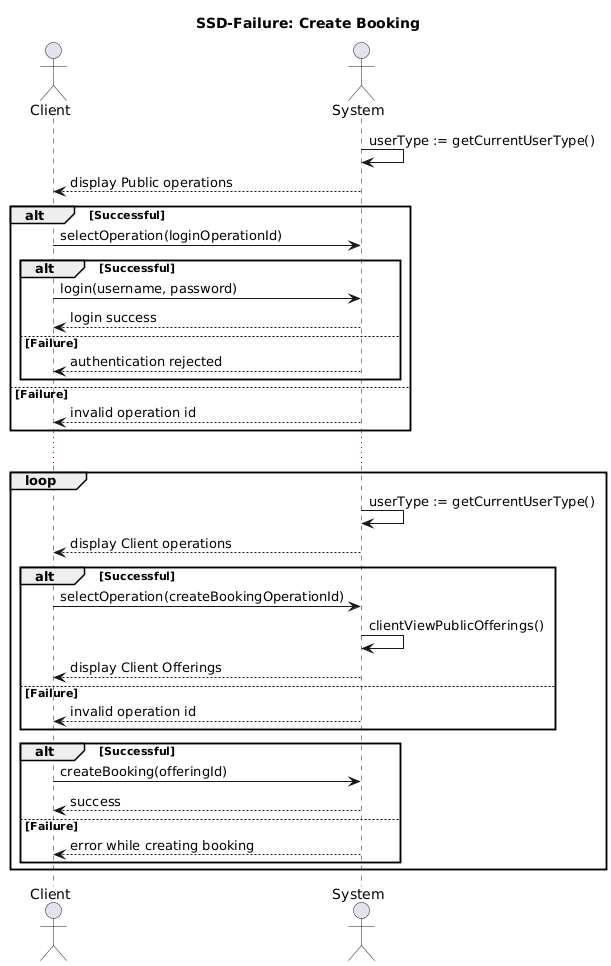 SSD-Failure: Create Booking
Client System
userType := getCurrentUserType()
display Public operations
alt [Successful]
selectOperation(loginOperationId)
alt [Successful]
login(username, password)
login success
[Failure]
authentication rejected
[Failure]
invalid operation id
loop
userType := getCurrentUserType()
display Client operations
alt [Successful]
selectOperation(createBookingOperationId)
clientViewPublicOfferings()
display Client Offerings
[Failure]
invalid operation id
alt [Successful]
createBooking(offeringId)
success
[Failure]
error while creating booking
Client System